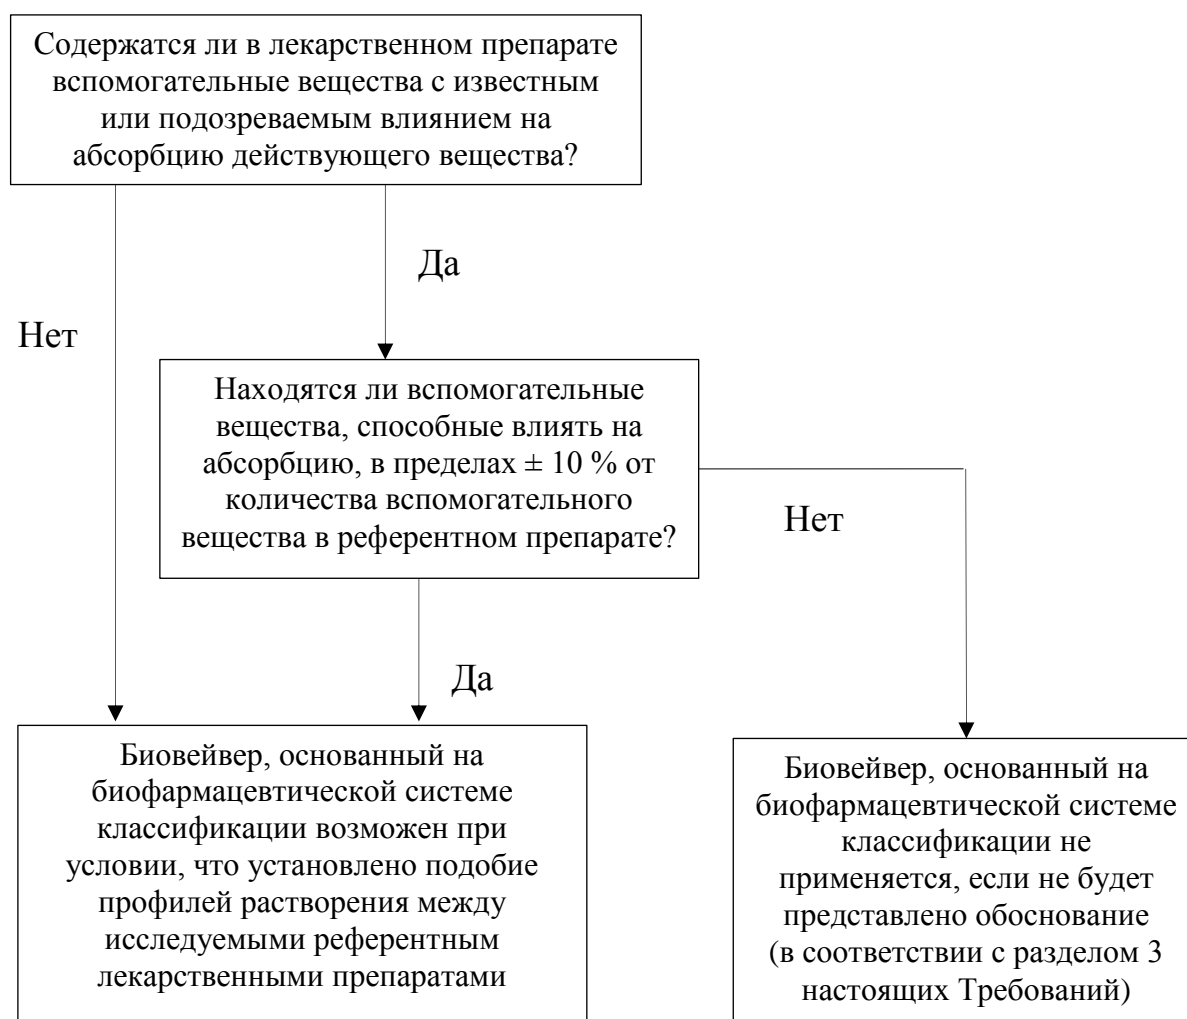 Содержатся ли в лекарственном препарате
вспомогательные вещества с известным
или подозреваемым влиянием на
абсорбцию действующего вещества?
Да
Нет
Находятся ли вспомогательные
вещества, способные влиять на
абсорбцию, в пределах ± 10 % от
количества вспомогательного
вещества в референтном препарате?
Нет
Да
Биовейвер, основанный на
биофармацевтической системе
классификации возможен при
условии, что установлено подобие
профилей растворения между
исследуемыми референтным
лекарственными препаратами
Биовейвер, основанный на
биофармацевтической системе
классификации не
применяется, если не будет
представлено обоснование
(в соответствии с разделом 3
настоящих Требований)